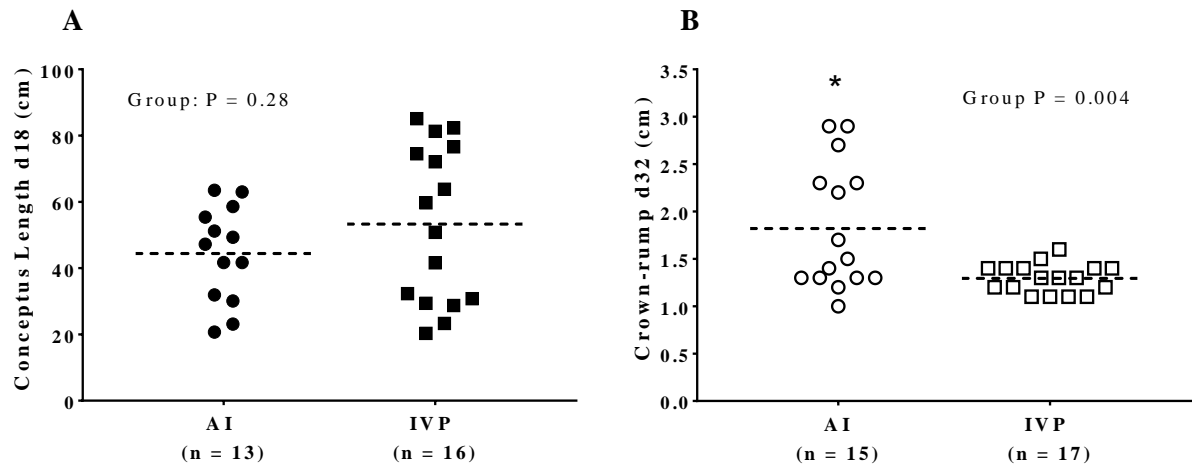 A
Conceptus Length d18 (cm)
100
80
60
40
20
0
Group: P = 0.28
AI
(n = 13)
IVP
(n = 16)
B
Crown-rump d32 (cm)
3.5
3.0
2.5
2.0
1.5
1.0
0.5
0.0
*
Group P = 0.004
AI
(n = 15)
IVP
(n = 17)